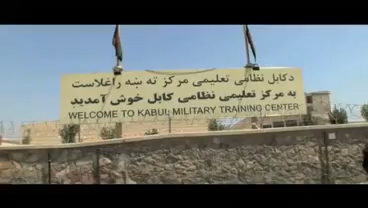 دکابل نظامی تعلیمی مرکز ته ښه راغلاست
به مرکز تعلیمی نظامی کابل خوش آمدید
WELCOME TO KABUL MILITARY TRAINING CENTER